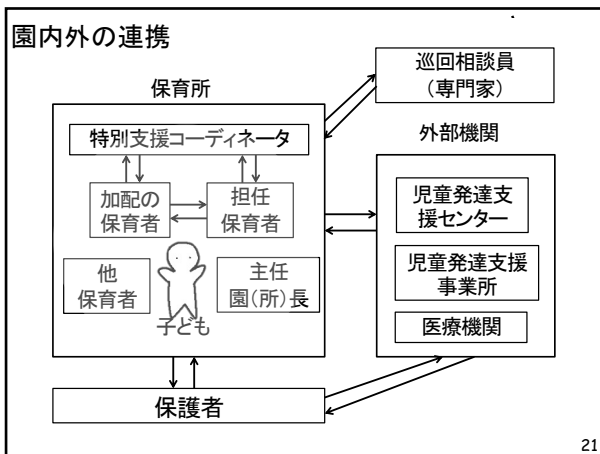 園内外の連携
保育所
特別支援コーディネータ
加配の
保育者
担任
保育者
他
保育者
主任
園(所)長
子ども
保護者
巡回相談員
(専門家)
外部機関
児童発達支
援センター
児童発達支援
事業所
医療機関
21